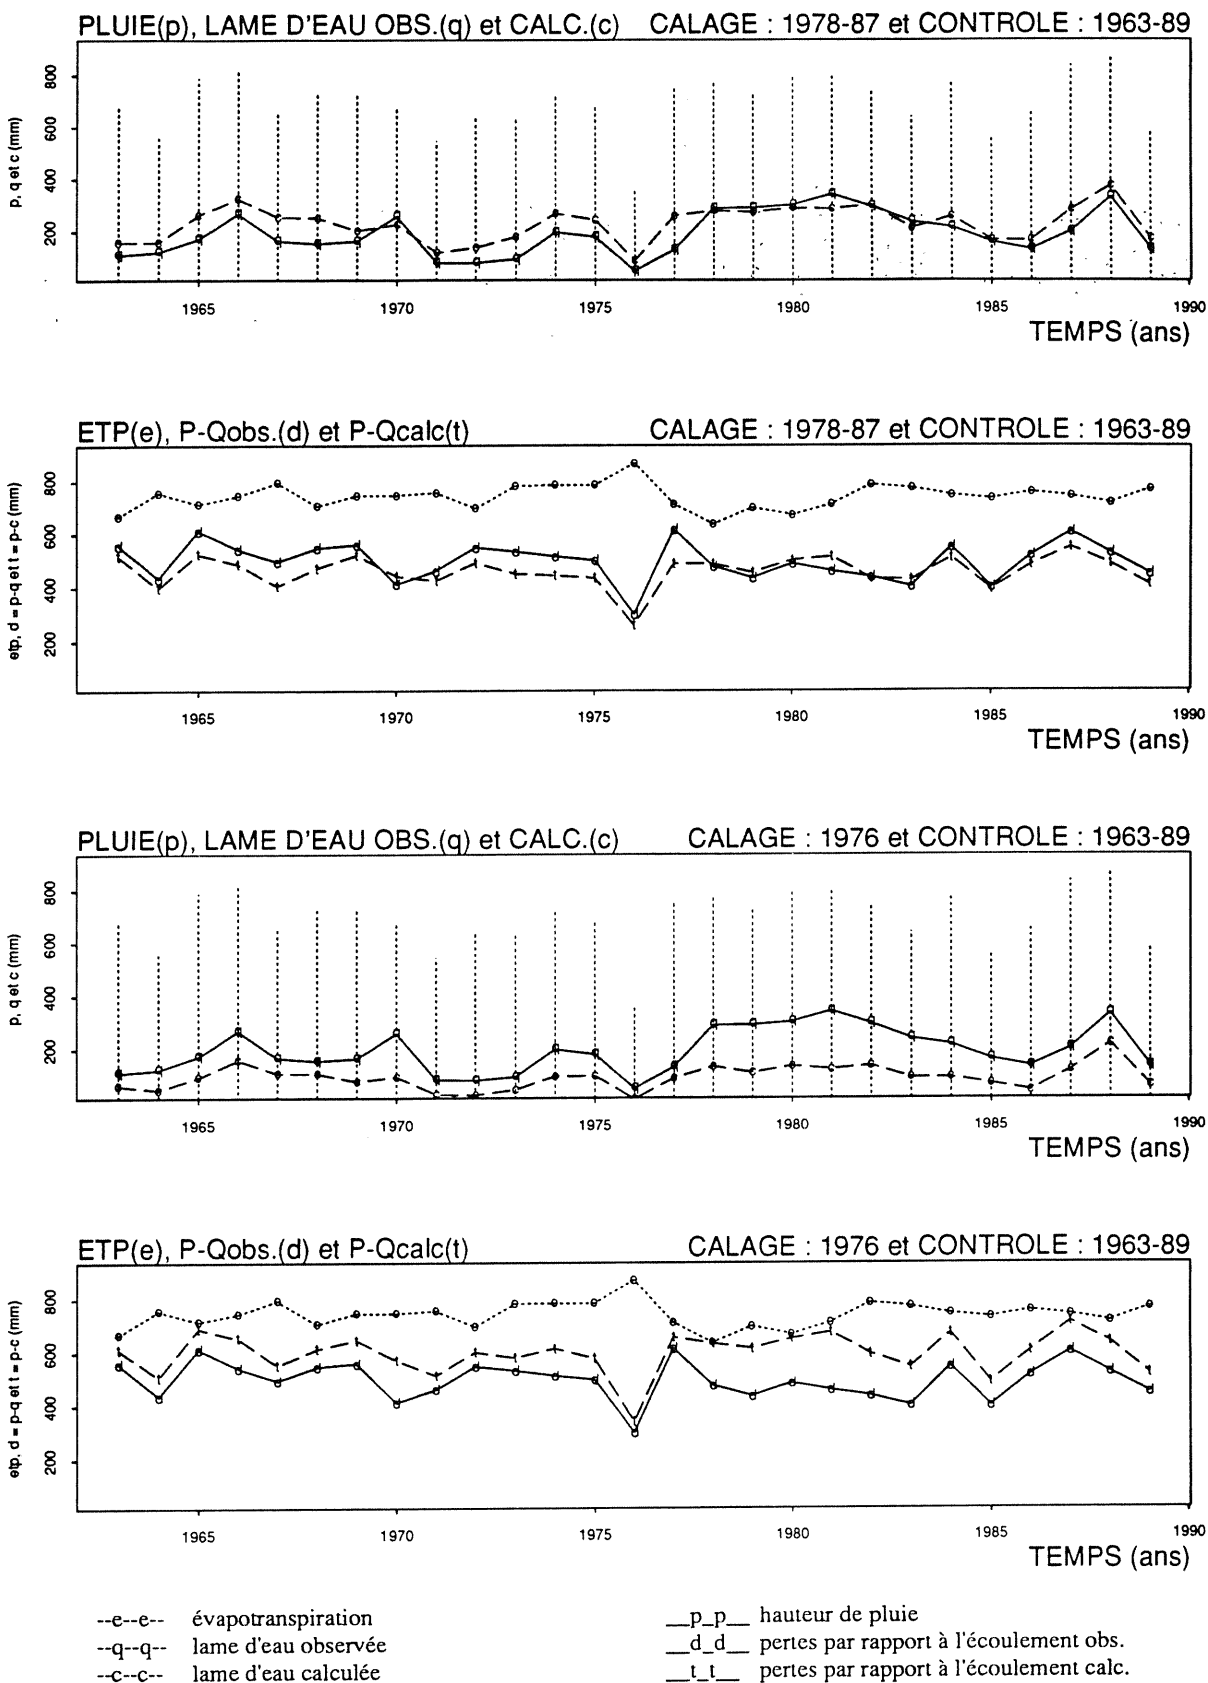 PLUIE(p), LAME D'EAU OBS.(q) et CALC.(c) CALAGE : 1978-87 et CONTROLE : 1963-89
p, q et c (mm)
800
600
400
200
1965 1970 1975 1980 1985 1990
TEMPS (ans)
ETP(e), P-Qobs.(d) et P-Qcalc(t) CALAGE : 1978-87 et CONTROLE : 1963-89
etp, d = p-q et t = p-c (mm)
800
600
400
200
1965 1970 1975 1980 1985 1990
TEMPS (ans)
PLUIE(p), LAME D'EAU OBS.(q) et CALC.(c) CALAGE : 1976 et CONTROLE : 1963-89
p, q et c (mm)
800
600
400
200
1965 1970 1975 1980 1985 1990
TEMPS (ans)
ETP(e), P-Qobs.(d) et P-Qcalc(t) CALAGE : 1976 et CONTROLE : 1963-89
etp, d = p-q et t = p-c (mm)
800
600
400
200
1965 1970 1975 1980 1985 1990
TEMPS (ans)
--e--e-- évapotranspiration __p_p__ hauteur de pluie
--q--q-- lame d'eau observée __d_d__ pertes par rapport à l'écoulement obs.
--c--c-- lame d'eau calculée __t_t__ pertes par rapport à l'écoulement calc.